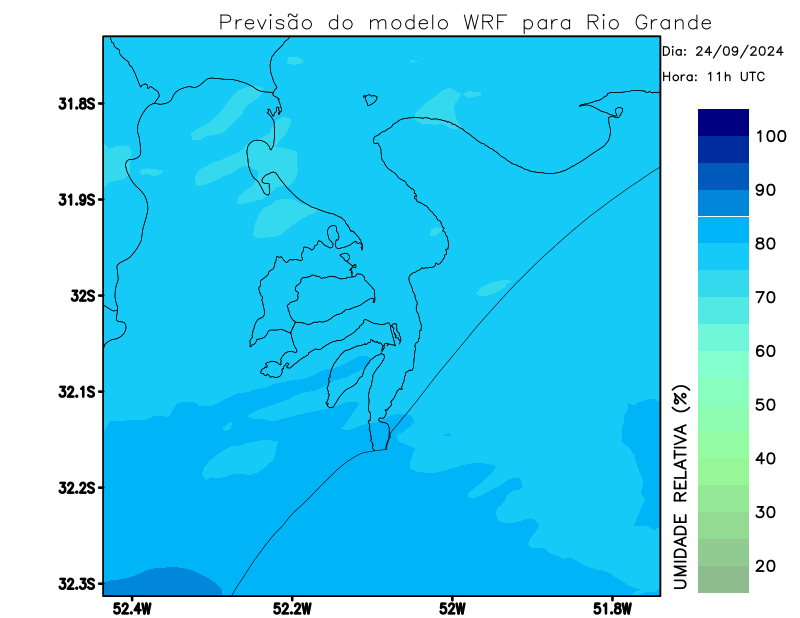 Previsão do modelo WRF para Rio Grande
Dia: 24/09/2024
Hora: 11h UTC
31.8S
31.9S
32S
32.1S
32.2S
32.3S
52.4W
52.2W
52W
51.8W
UMIDADE RELATIVA (%)
100
90
80
70
60
50
40
30
20